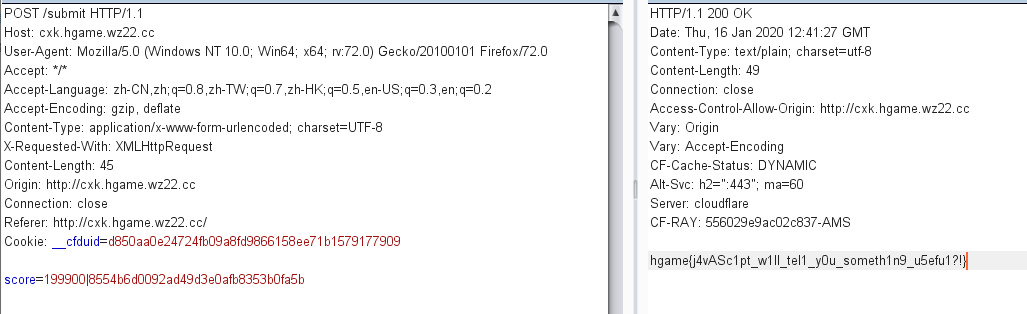 POST /submit HTTP/1.1
Host: cxk.hgame.wz22.cc
User-Agent: Mozilla/5.0 (Windows NT 10.0; Win64; x64; rv:72.0) Gecko/20100101 Firefox/72.0
Accept: */*
Accept-Language: zh-CN,zh;q=0.8,zh-TW;q=0.7,zh-HK;q=0.5,en-US;q=0.3,en;q=0.2
Accept-Encoding: gzip, deflate
Content-Type: application/x-www-form-urlencoded; charset=UTF-8
X-Requested-With: XMLHttpRequest
Content-Length: 45
Origin: http://cxk.hgame.wz22.cc
Connection: close
Referer: http://cxk.hgame.wz22.cc/
Cookie: __cfduid=d850aa0e24724fb09a8fd9866158ee71b1579177909
score=199900|8554b6d0092ad49d3e0afb8353b0fa5b
HTTP/1.1 200 OK
Date: Thu, 16 Jan 2020 12:41:27 GMT
Content-Type: text/plain; charset=utf-8
Content-Length: 49
Connection: close
Access-Control-Allow-Origin: http://cxk.hgame.wz22.cc
Vary: Origin
Vary: Accept-Encoding
CF-Cache-Status: DYNAMIC
Alt-Svc: h2=":443"; ma=60
Server: cloudflare
CF-RAY: 556029e9ac02c837-AMS
hgame{j4vASc1pt_w1ll_tel1_y0u_someth1n9_u5efu1?!}